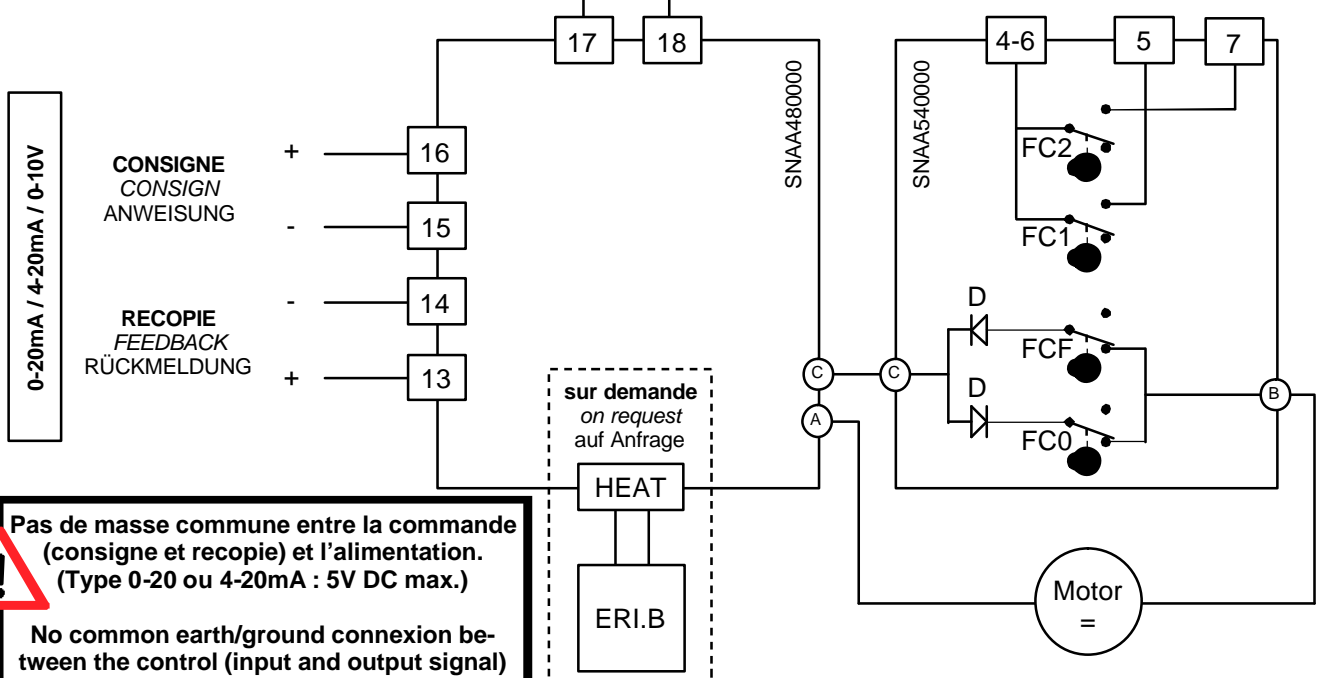 17
18
4-6
5
7
0-20mA / 4-20mA / 0-10V
CONSIGNE
CONSIGN
ANWEISUNG
+
-
16
15
RECOPIE
FEEDBACK
RÜCKMELDUNG
-
+
14
13
SNAA480000
SNAA540000
FC2
FC1
D
FCF
D
FC0
C
C
A
B
sur demande
on request
auf Anfrage
HEAT
ERI.B
Motor
=
!
Pas de masse commune entre la commande
(consigne et recopie) et l'alimentation.
(Type 0-20 ou 4-20mA : 5V DC max.)
No common earth/ground connexion be-
tween the control (input and output signal)